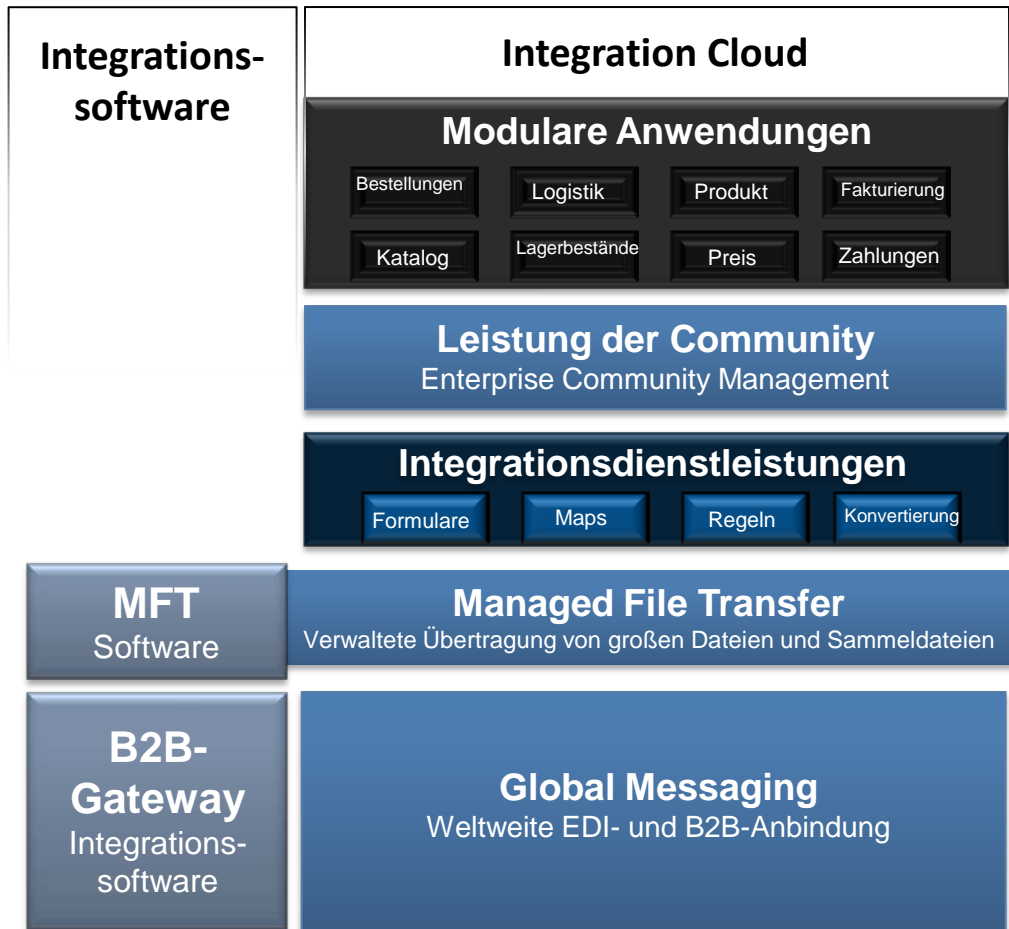 Integrations-
software
Integration Cloud
Modulare Anwendungen
Bestellungen
Logistik
Produkt
Fakturierung
Katalog
Lagerbestände
Preis
Zahlungen
Leistung der Community
Enterprise Community Management
Integrationsdienstleistungen
Formulare
Maps
Regeln
Konvertierung
MFT
Software
Managed File Transfer
Verwaltete Übertragung von großen Dateien und Sammeldateien
B2B-
Gateway
Integrations-
software
Global Messaging
Weltweite EDI- und B2B-Anbindung